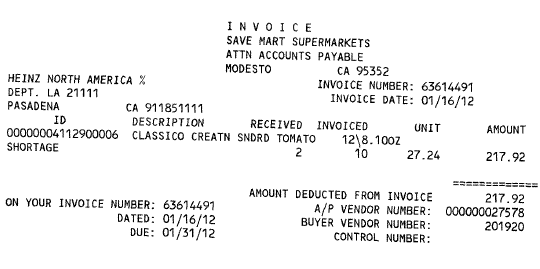 I N V O I C E
SAVE MART SUPERMARKETS
ATTN ACCOUNTS PAYABLE
MODESTO CA 95352
HEINZ NORTH AMERICA %
DEPT. LA 21111
PASADENA CA 911851111
INVOICE NUMBER: 63614491
INVOICE DATE: 01/16/12
ID DESCRIPTION RECEIVED INVOICED UNIT AMOUNT
00000004112900006 CLASSICO CREATN SNDRD TOMATO 12\8.10OZ
SHORTAGE 2 10 27.24 217.92
=============
AMOUNT DEDUCTED FROM INVOICE 217.92
ON YOUR INVOICE NUMBER: 63614491 A/P VENDOR NUMBER: 000000027578
DATED: 01/16/12 BUYER VENDOR NUMBER: 201920
DUE: 01/31/12 CONTROL NUMBER: